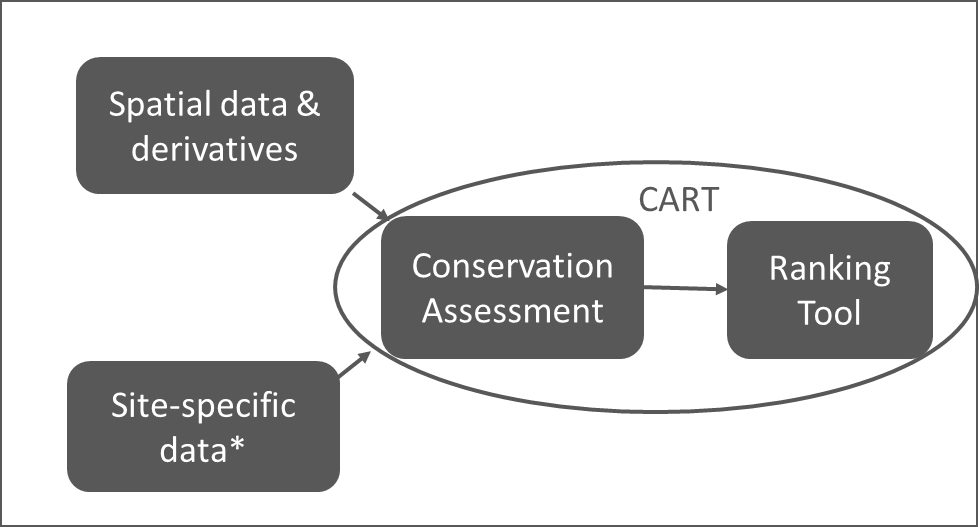 Spatial data &
derivatives
CART
Conservation
Assessment
Ranking
Tool
Site-specific
data*